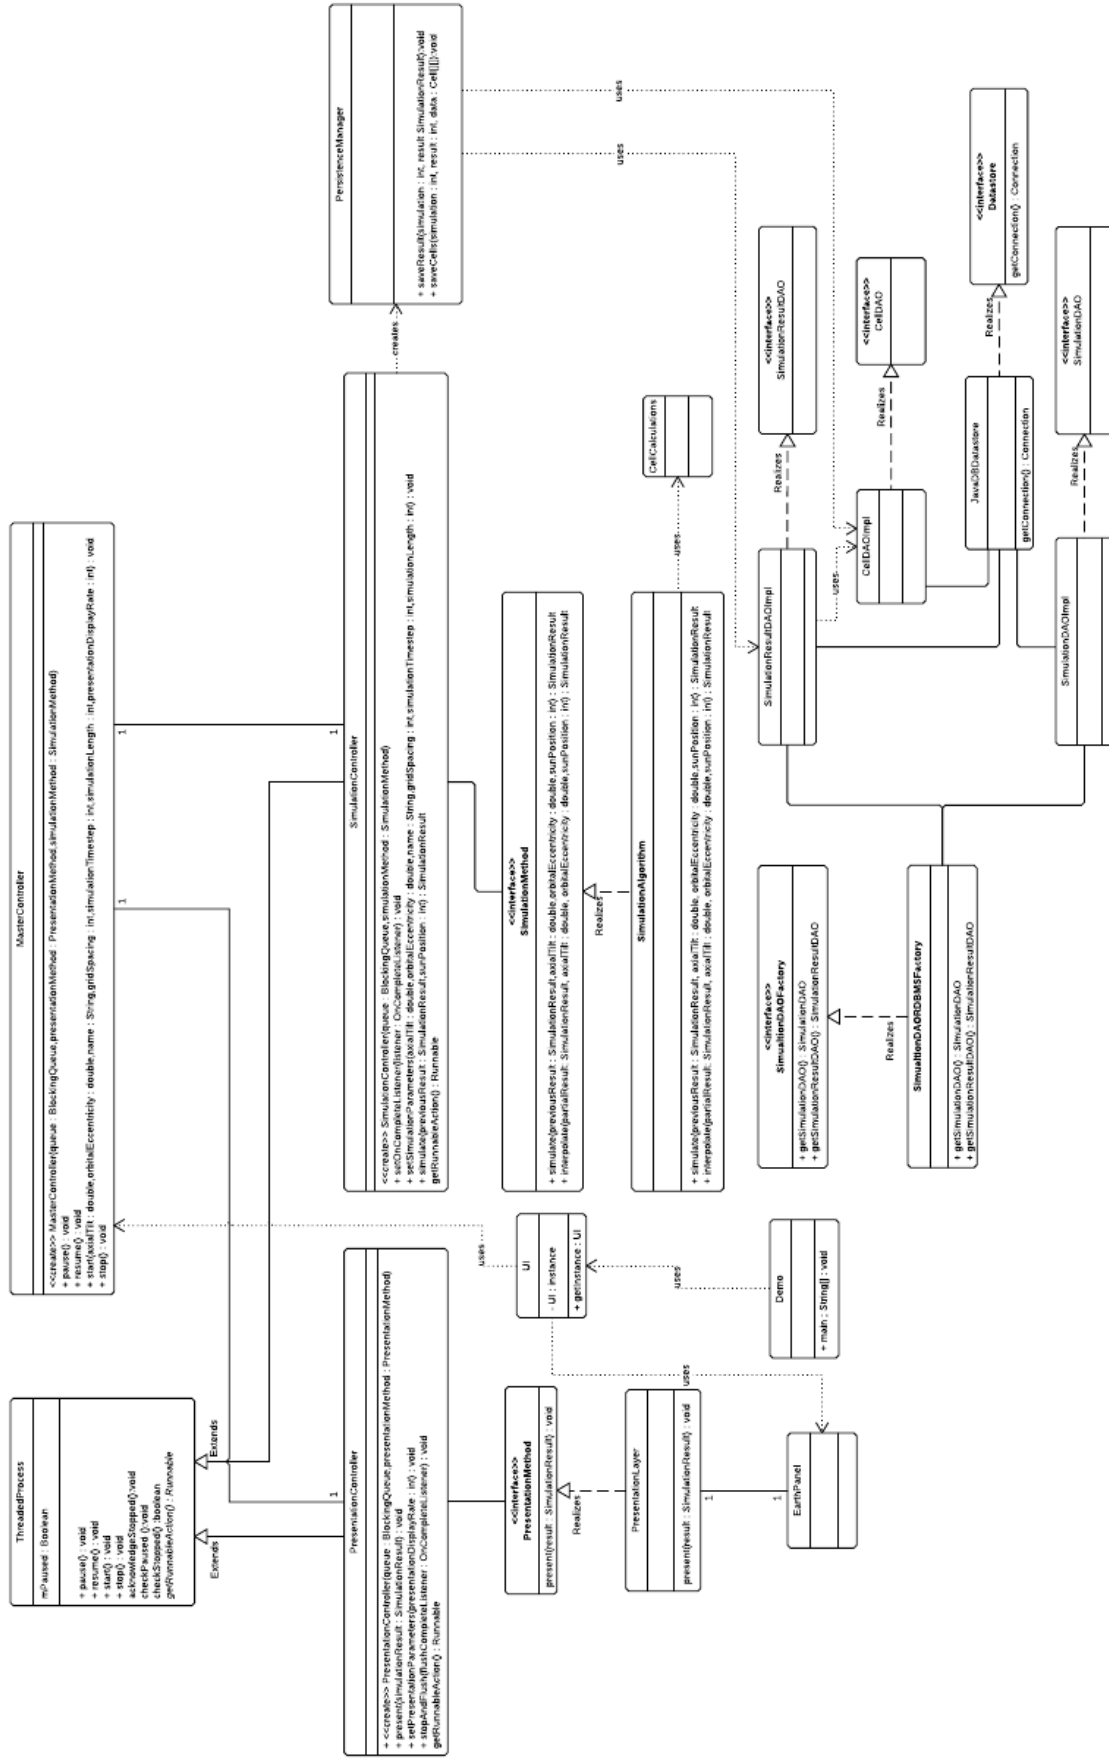 ThreadedProcess
mPaused : Boolean
+ pause() : void
+ resume() : void
+ start() : void
+ stop() : void
acknowledgeStopped():void
checkPaused ():void
checkStopped() :boolean
getRunnableAction() : Runnable
MasterController
<<create>> MasterController(queue : BlockingQueue,presentationMethod : PresentationMethod,simulationMethod : SimulationMethod)
+ pause() : void
+ resume() : void
+ start(axialTilt : double,orbitalEccentricity : double,name : String,gridSpacing : int,simulationTimestep : int,simulationLength : int,presentationDisplayRate : int) : void
+ stop() : void
Extends
Extends
1
1
1
1
PresentationController
+ <<create>> PresentationController(queue : BlockingQueue,presentationMethod : PresentationMethod)
+ present(simulationResult : SimulationResult) : void
+ setPresentationParameters(presentationDisplayRate : int) : void
+ stopAndFlush(flushCompleteListener : OnCompleteListener) : void
getRunnableAction() : Runnable
SimulationController
<<create>> SimulationController(queue : BlockingQueue,simulationMethod : SimulationMethod)
+ setOnCompleteListener(listener : OnCompleteListener) : void
+ setSimulationParameters(axialTilt : double,orbitalEccentricity : double,name : String,gridSpacing : int,simulationTimestep : int,simulationLength : int) : void
+ simulate(previousResult : SimulationResult,sunPosition : int) : SimulationResult
getRunnableAction() : Runnable
creates
PersistenceManager
+ saveResult(simulation : int, result SimulationResult):void
+ saveCells(simulation : int, result : int, data : Cell[][]):void
uses
uses
<<interface>>
PresentationMethod
present(result : SimulationResult) : void
Realizes
PresentationLayer
present(result : SimulationResult) : void
1
1
EarthPanel
uses
UI
- UI : instance
+ getInstance : UI
uses
uses
Demo
+ main : String[] : void
<<interface>>
SimulationMethod
+ simulate(previousResult : SimulationResult,axialTilt : double,orbitalEccentricity : double,sunPosition : int) : SimulationResult
+ interpolate(partialResult: SimulationResult, axialTilt : double, orbitalEccentricity : double,sunPosition : int) : SimulationResult
Realizes
SimulationAlgorithm
+ simulate(previousResult : SimulationResult, axialTilt : double, orbitalEccentricity : double,sunPosition : int) : SimulationResult
+ interpolate(partialResult: SimulationResult, axialTilt : double, orbitalEccentricity : double,sunPosition : int) : SimulationResult
uses
CellCalculations
<<interface>>
SimualtionDAOFactory
+ getSimulationDAO() : SimulationDAO
+ getSimulationResultDAO() : SimulationResultDAO
Realizes
SimualtionDAORDBMSFactory
+ getSimulationDAO() : SimulationDAO
+ getSimulationResultDAO() : SimulationResultDAO
SimulationResultDAOImpl
Realizes
<<interface>>
SimulationResultDAO
uses
CellDAOImpl
Realizes
<<interface>>
CellDAO
JavaDBDatastore
getConnection() : Connection
Realizes
<<interface>>
Datastore
getConnection() : Connection
SimulationDAOImpl
Realizes
<<interface>>
SimulationDAO